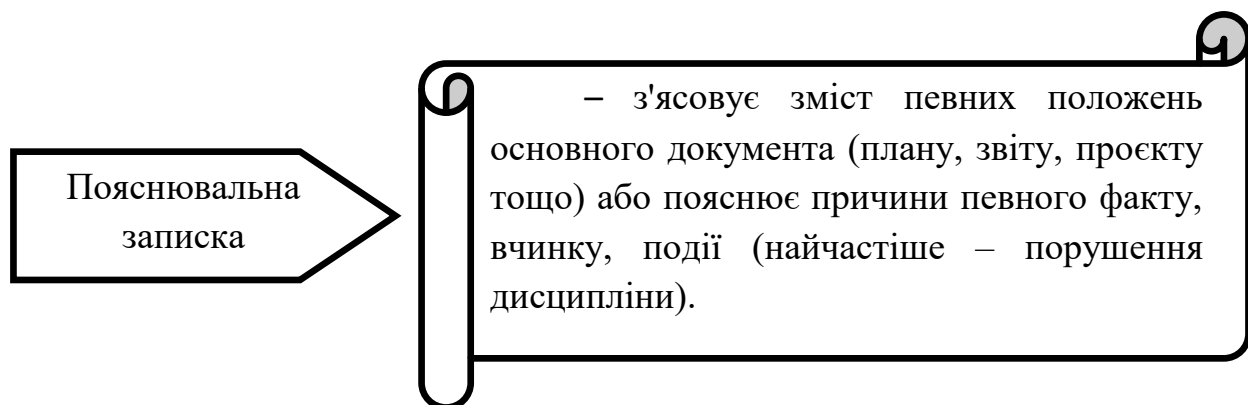 Пояснювальна
записка
– з'ясовує зміст певних положень
основного документа (плану, звіту, проєкту
тощо) або пояснює причини певного факту,
вчинку, події (найчастіше – порушення
дисципліни).